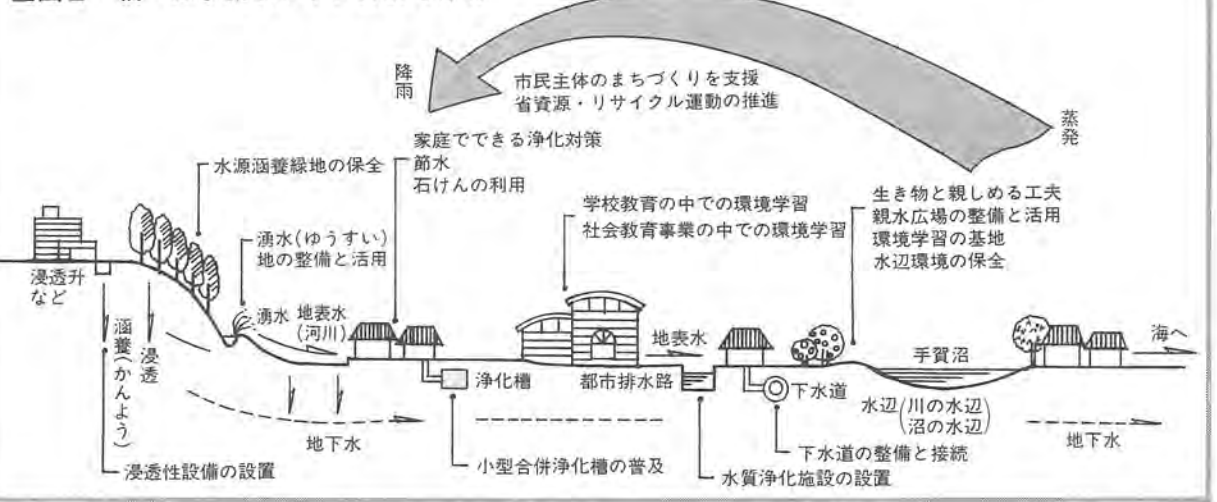 降雨
市民主体のまちづくりを支援
省資源・リサイクル運動の推進
蒸発
家庭でできる浄化対策
節水
石けんの利用
水源涵養緑地の保全
学校教育の中での環境学習
社会教育事業の中での環境学習
生き物と親しめる工夫
親水広場の整備と活用
環境学習の基地
水辺環境の保全
湧水(ゆうすい)
地の整備と活用
浸透升
など
湧水
地表水
(河川)
地表水
手賀沼
海へ
涵養(かんよう)
浸透
浄化槽
都市排水路
下水道
水辺(川の水辺)
(沼の水辺)
地下水
地下水
浸透性設備の設置
小型合併浄化槽の普及
水質浄化施設の設置
下水道の整備と接続